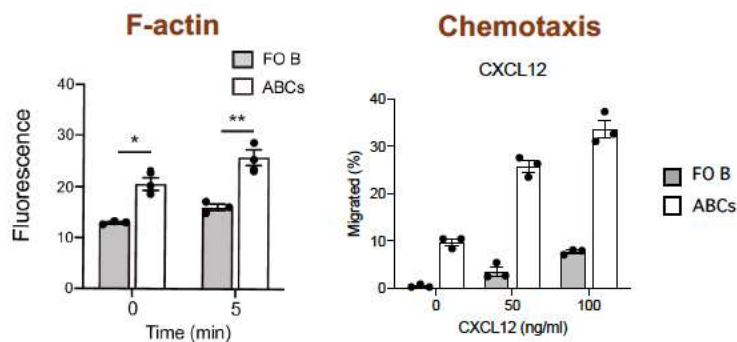 F-actin
FO B
ABCs
Fluorescence
40
30
20
10
0
*
**
0
5
Time (min)
Chemotaxis
CXCL12
Migrated (%)
40
30
20
10
0
0
50
100
CXCL12 (ng/ml)
FO B
ABCs